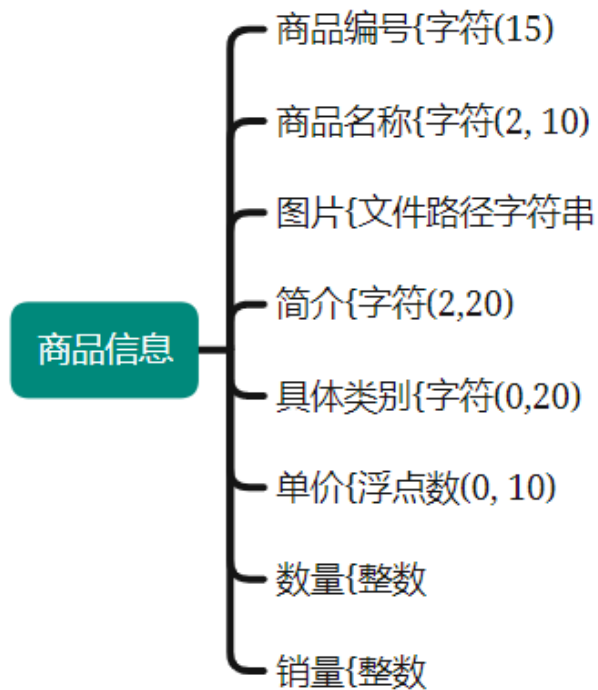 商品编号{字符(15)
商品名称{字符(2, 10)
图片{文件路径字符串
简介{字符(2,20)
商品信息
具体类别{字符(0,20)
单价{浮点数(0, 10)
数量{整数
销量{整数